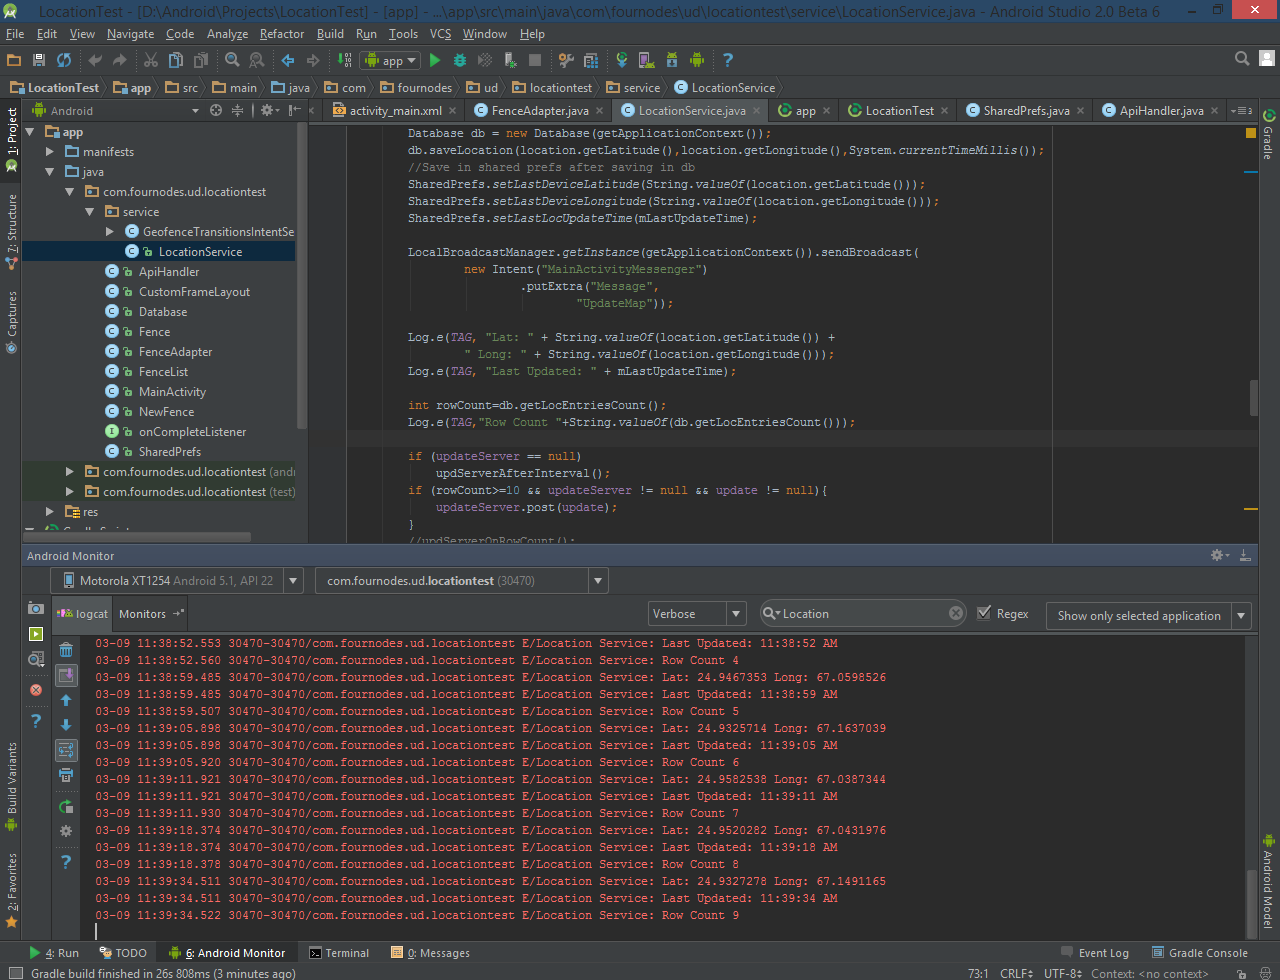 LocationTest - [D:\Android\Projects\LocationTest] - [app] - ...\app\src\main\java\com\fournodes\ud\locationtest\service\LocationService.java - Android Studio 2.0 Beta 6
File Edit View Navigate Code Analyze Refactor Build Run Tools VCS Window Help
app
LocationTest app src main java com fournodes ud locationtest service LocationService
Android
activity_main.xml FenceAdapter.java LocationService.java app LocationTest SharedPrefs.java ApiHandler.java
1: Project
7: Structure
Captures
Build Variants
2: Favorites
app
manifests
java
com.fournodes.ud.locationtest
service
GeofenceTransitionsIntentSe
LocationService
ApiHandler
CustomFrameLayout
Database
Fence
FenceAdapter
FenceList
MainActivity
NewFence
onCompleteListener
SharedPrefs
com.fournodes.ud.locationtest (andr
com.fournodes.ud.locationtest (test)
res
Database db = new Database(getApplicationContext());
db.saveLocation(location.getLatitude(),location.getLongitude(),System.currentTimeMillis());
//Save in shared prefs after saving in db
SharedPrefs.setLastDeviceLatitude(String.valueOf(location.getLatitude()));
SharedPrefs.setLastDeviceLongitude(String.valueOf(location.getLongitude()));
SharedPrefs.setLastLocUpdateTime(mLastUpdateTime);
LocalBroadcastManager.getInstance(getApplicationContext()).sendBroadcast(
new Intent("MainActivityMessenger")
.putExtra("Message",
"UpdateMap"));
Log.e(TAG, "Lat: " + String.valueOf(location.getLatitude()) +
" Long: " + String.valueOf(location.getLongitude()));
Log.e(TAG, "Last Updated: " + mLastUpdateTime);
int rowCount=db.getLocEntriesCount();
Log.e(TAG,"Row Count "+String.valueOf(db.getLocEntriesCount()));
if (updateServer == null)
updServerAfterInterval();
if (rowCount>=10 && updateServer != null && update != null){
updateServer.post(update);
}
//updServerOnRowCount();
Gradle
Android Model
Android Monitor
Motorola XT1254 Android 5.1, API 22 com.fournodes.ud.locationtest (30470)
logcat Monitors Verbose Location Regex Show only selected application
03-09 11:38:52.553 30470-30470/com.fournodes.ud.locationtest E/Location Service: Last Updated: 11:38:52 AM
03-09 11:38:52.560 30470-30470/com.fournodes.ud.locationtest E/Location Service: Row Count 4
03-09 11:38:59.485 30470-30470/com.fournodes.ud.locationtest E/Location Service: Lat: 24.9467353 Long: 67.0598526
03-09 11:38:59.485 30470-30470/com.fournodes.ud.locationtest E/Location Service: Last Updated: 11:38:59 AM
03-09 11:38:59.507 30470-30470/com.fournodes.ud.locationtest E/Location Service: Row Count 5
03-09 11:39:05.898 30470-30470/com.fournodes.ud.locationtest E/Location Service: Lat: 24.9325714 Long: 67.1637039
03-09 11:39:05.898 30470-30470/com.fournodes.ud.locationtest E/Location Service: Last Updated: 11:39:05 AM
03-09 11:39:05.920 30470-30470/com.fournodes.ud.locationtest E/Location Service: Row Count 6
03-09 11:39:11.921 30470-30470/com.fournodes.ud.locationtest E/Location Service: Lat: 24.9582538 Long: 67.0387344
03-09 11:39:11.921 30470-30470/com.fournodes.ud.locationtest E/Location Service: Last Updated: 11:39:11 AM
03-09 11:39:11.930 30470-30470/com.fournodes.ud.locationtest E/Location Service: Row Count 7
03-09 11:39:18.374 30470-30470/com.fournodes.ud.locationtest E/Location Service: Lat: 24.9520282 Long: 67.0431976
03-09 11:39:18.374 30470-30470/com.fournodes.ud.locationtest E/Location Service: Last Updated: 11:39:18 AM
03-09 11:39:18.378 30470-30470/com.fournodes.ud.locationtest E/Location Service: Row Count 8
03-09 11:39:34.511 30470-30470/com.fournodes.ud.locationtest E/Location Service: Lat: 24.9327278 Long: 67.1491165
03-09 11:39:34.511 30470-30470/com.fournodes.ud.locationtest E/Location Service: Last Updated: 11:39:34 AM
03-09 11:39:34.522 30470-30470/com.fournodes.ud.locationtest E/Location Service: Row Count 9
4: Run TODO 6: Android Monitor Terminal 0: Messages Event Log Gradle Console
Gradle build finished in 26s 808ms (3 minutes ago) 73:1 CRLF UTF-8 Context: <no context>